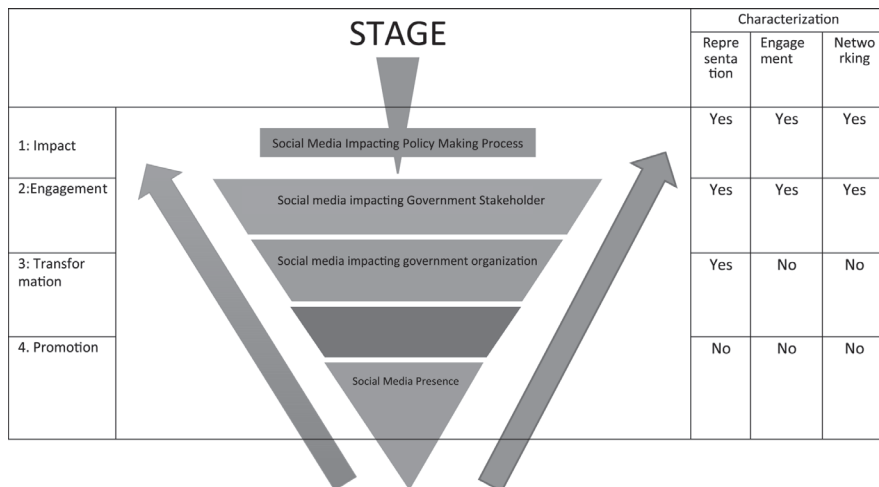 STAGE
Characterization
Repre
senta
tion
Engage
ment
Netwo
rking
1: Impact
Social Media Impacting Policy Making Process
Yes
Yes
Yes
2:Engagement
Social media impacting Government Stakeholder
Yes
Yes
Yes
3: Transfor
mation
Social media impacting government organization
Yes
No
No
4. Promotion
Social Media Presence
No
No
No